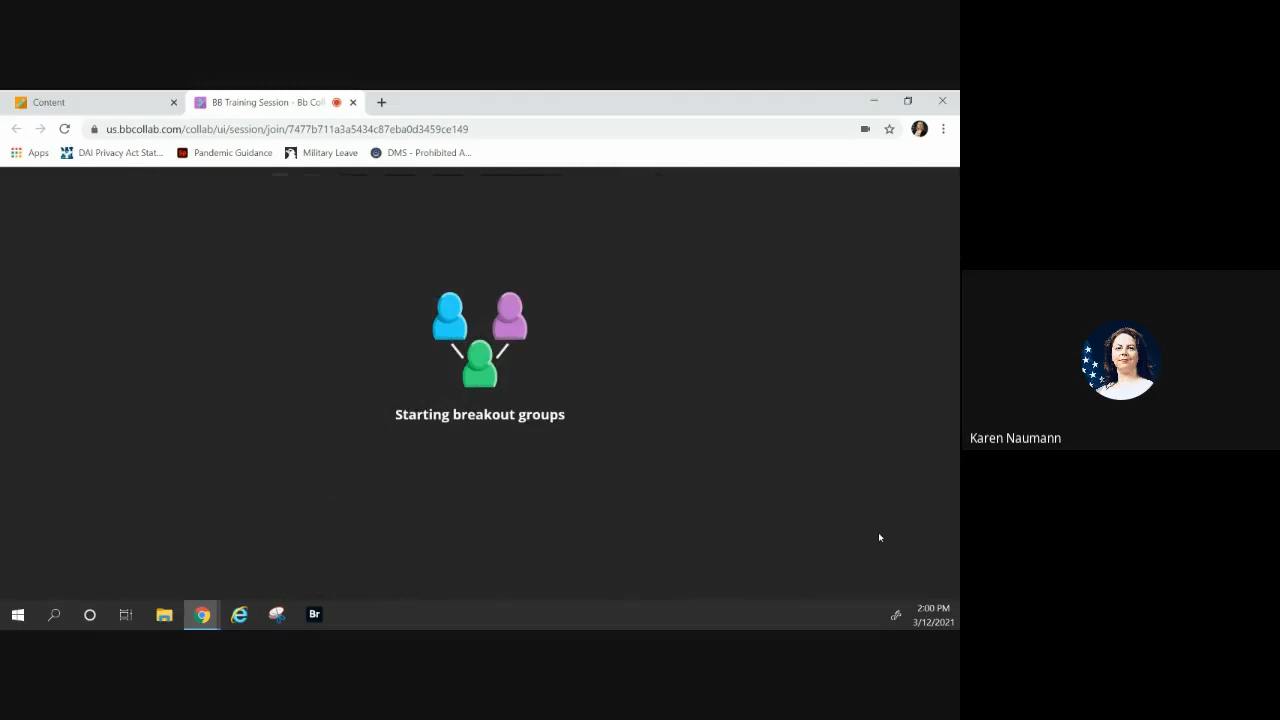 Content
BB Training Session - Bb Coll
us.bbcollab.com/collab/ui/session/join/7477b711a3a5434c87eba0d3459ce149
Apps
DAI Privacy Act Stat...
Pandemic Guidance
Military Leave
DMS - Prohibited A...
Starting breakout groups
Karen Naumann
Br
2:00 PM
3/12/2021